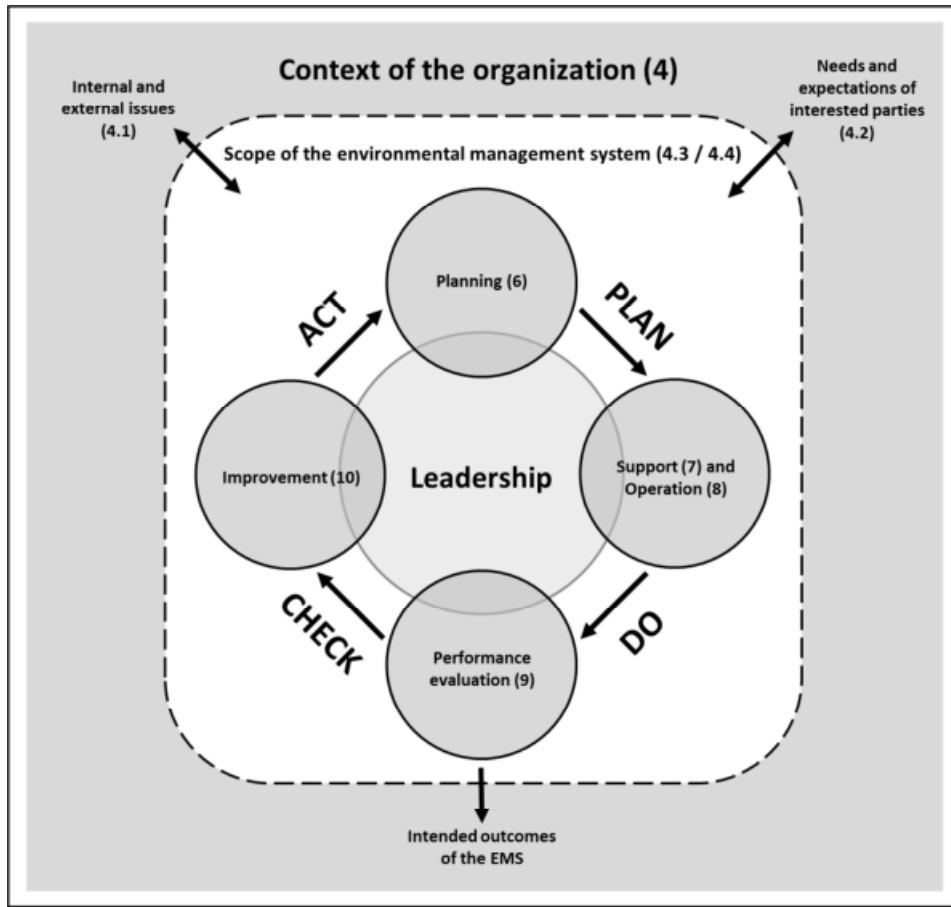 Context of the organization (4)
Internal and
external issues
(4.1)
Needs and
expectations of
interested parties
(4.2)
Scope of the environmental management system (4.3 / 4.4)
Planning (6)
ACT
PLAN
Improvement (10)
Leadership
Support (7) and
Operation (8)
CHECK
DO
Performance
evaluation (9)
Intended outcomes
of the EMS